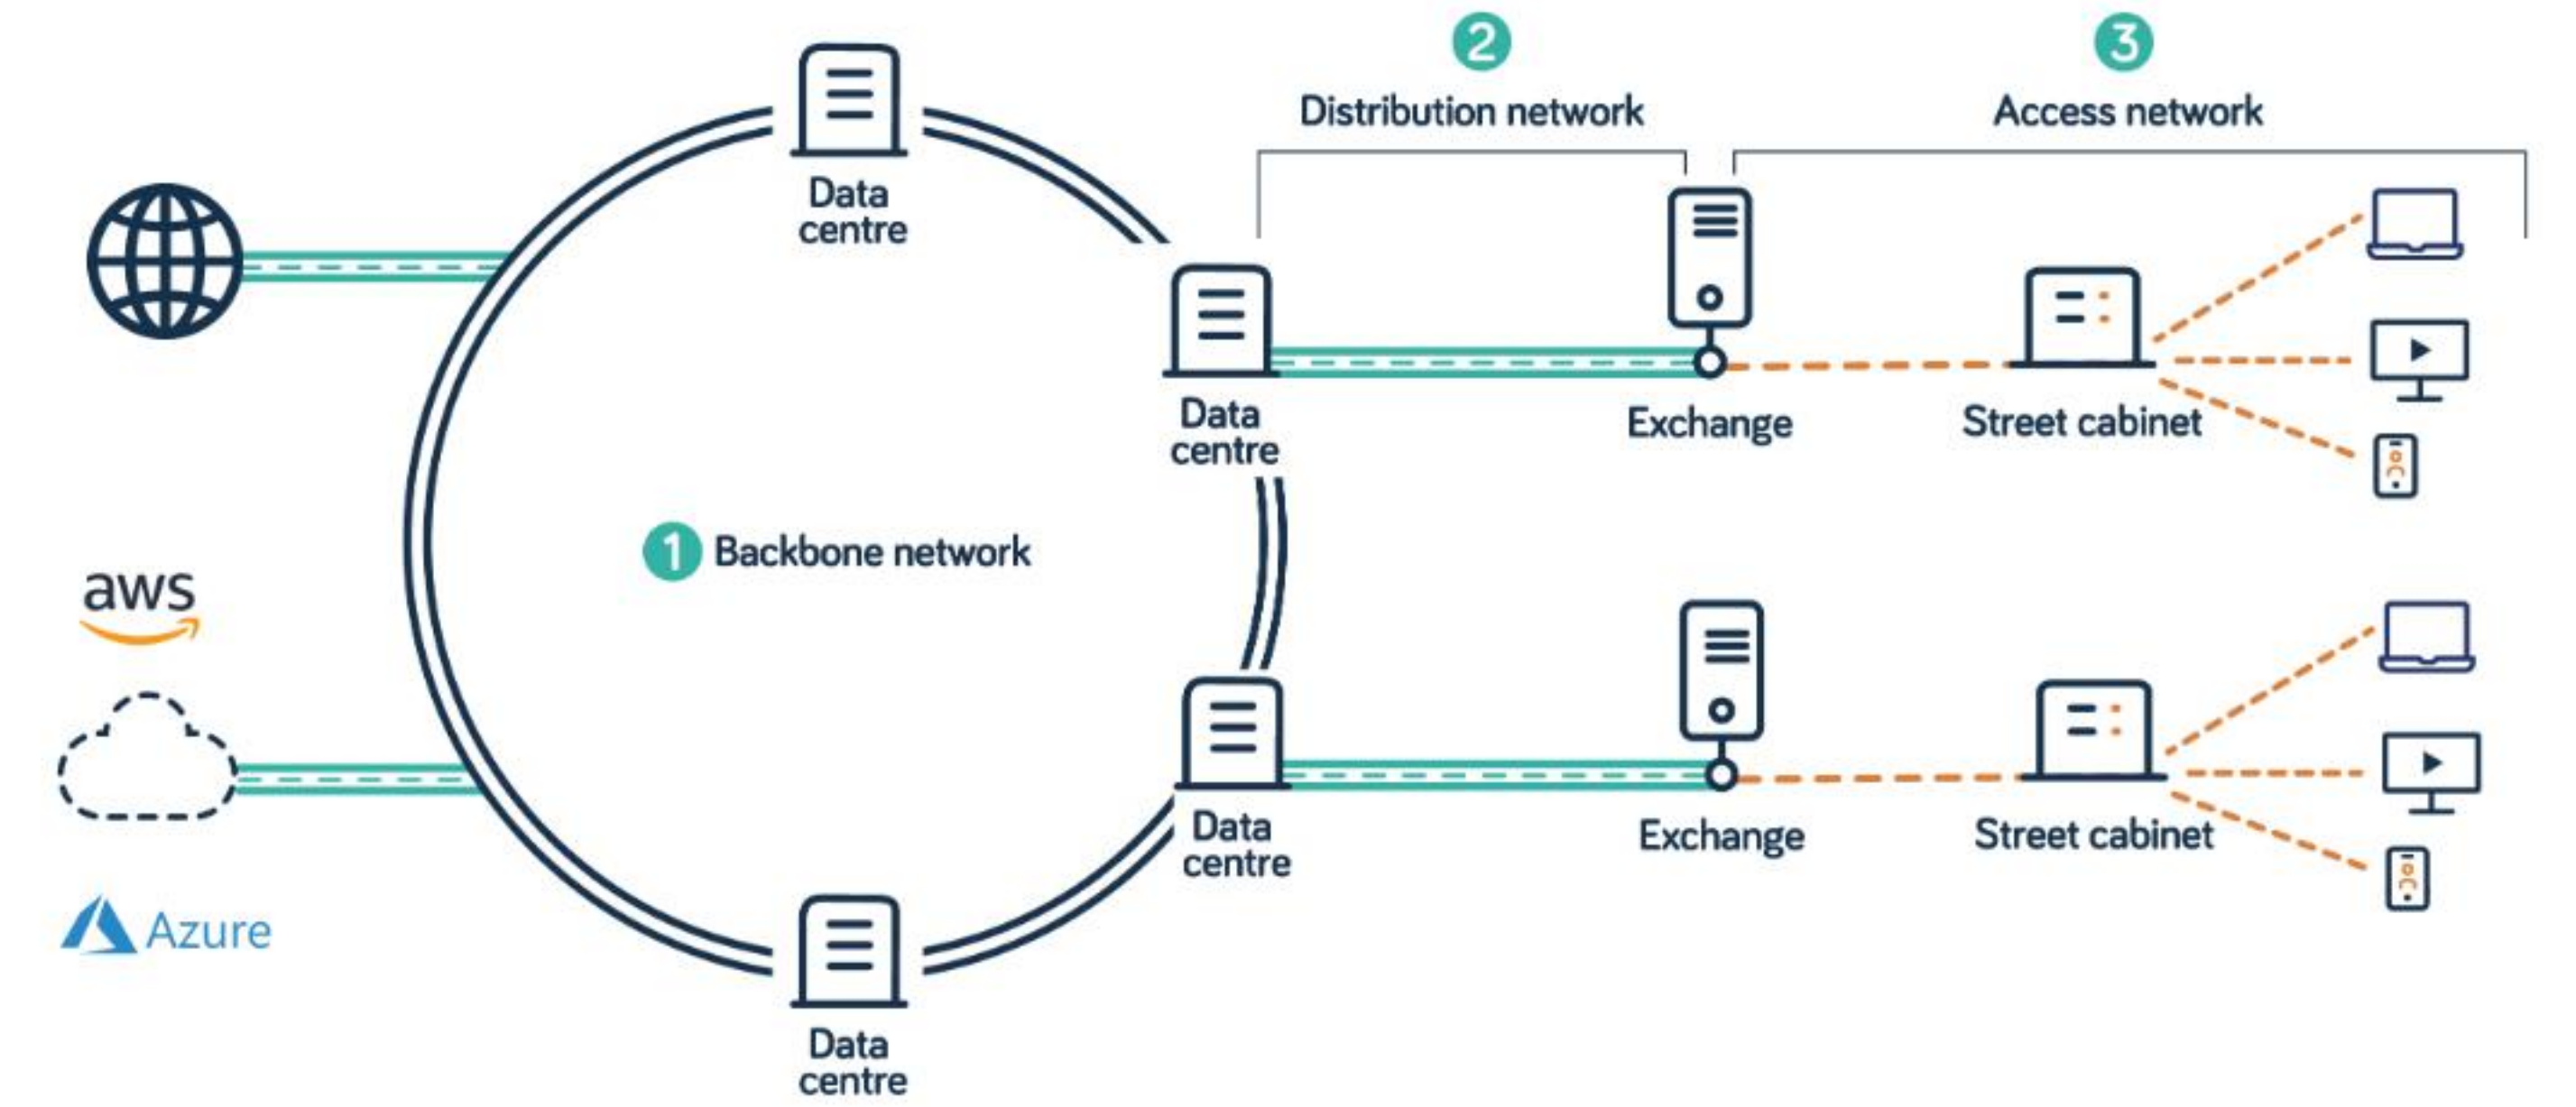 2
Distribution network
3
Access network
Data
centre
Data
centre
Exchange
Street cabinet
1 Backbone network
aws
Azure
Data
centre
Exchange
Street cabinet
Data
centre